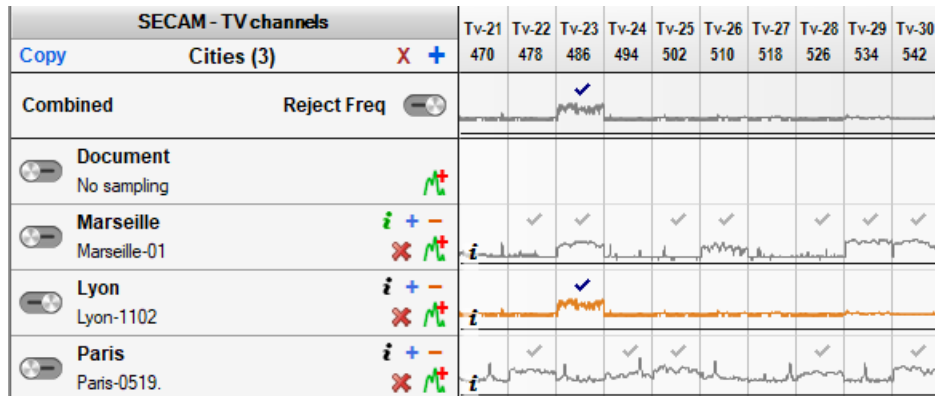 SECAM - TV channels
Tv-21 Tv-22 Tv-23 Tv-24 Tv-25 Tv-26 Tv-27 Tv-28 Tv-29 Tv-30
Copy Cities (3) X +
470 478 486 494 502 510 518 526 534 542
Combined Reject Freq
Document
No sampling
Marseille i + −
Marseille-01 i
Lyon i + −
Lyon-1102 i
Paris i + −
Paris-0519. i